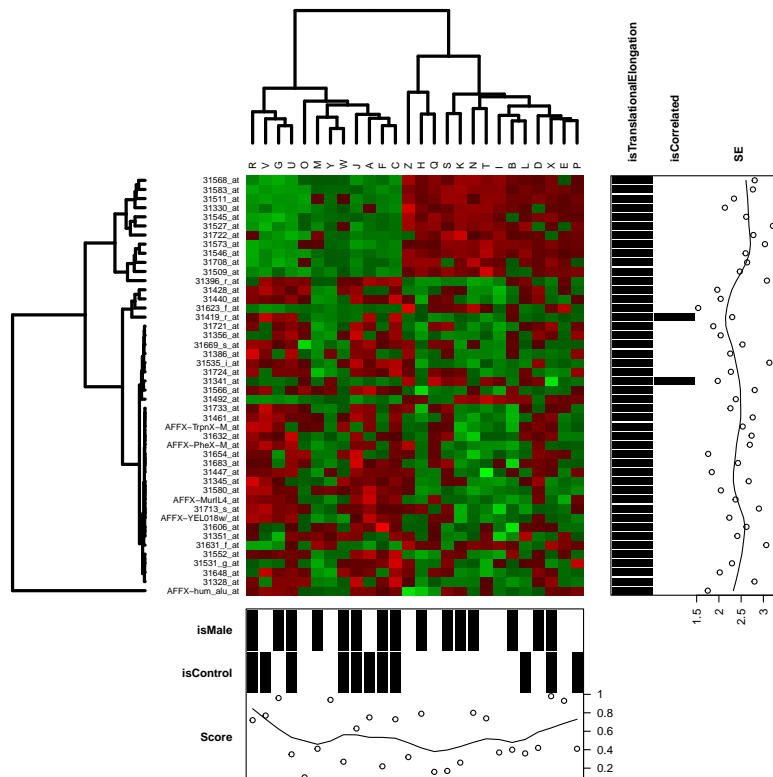 isTranslationalElongation
isCorrelated
SE
R V G U O M Y W J A F C Z H Q S K N T I B L D X E P
31568_at
31583_at
31511_at
31330_at
31545_at
31527_at
31722_at
31573_at
31546_at
31708_at
31509_at
31396_r_at
31428_at
31440_at
31623_f_at
31419_r_at
31721_at
31356_at
31669_s_at
31386_at
31535_i_at
31724_at
31341_at
31566_at
31492_at
31733_at
31461_at
AFFX−TrpnX−M_at
31632_at
AFFX−PheX−M_at
31654_at
31683_at
31447_at
31345_at
31580_at
AFFX−MurIL4_at
31713_s_at
AFFX−YEL018w/_at
31606_at
31351_at
31631_f_at
31552_at
31531_g_at
31648_at
31328_at
AFFX−hum_alu_at
1.5 2 2.5 3
isMale
isControl
Score
1
0.8
0.6
0.4
0.2